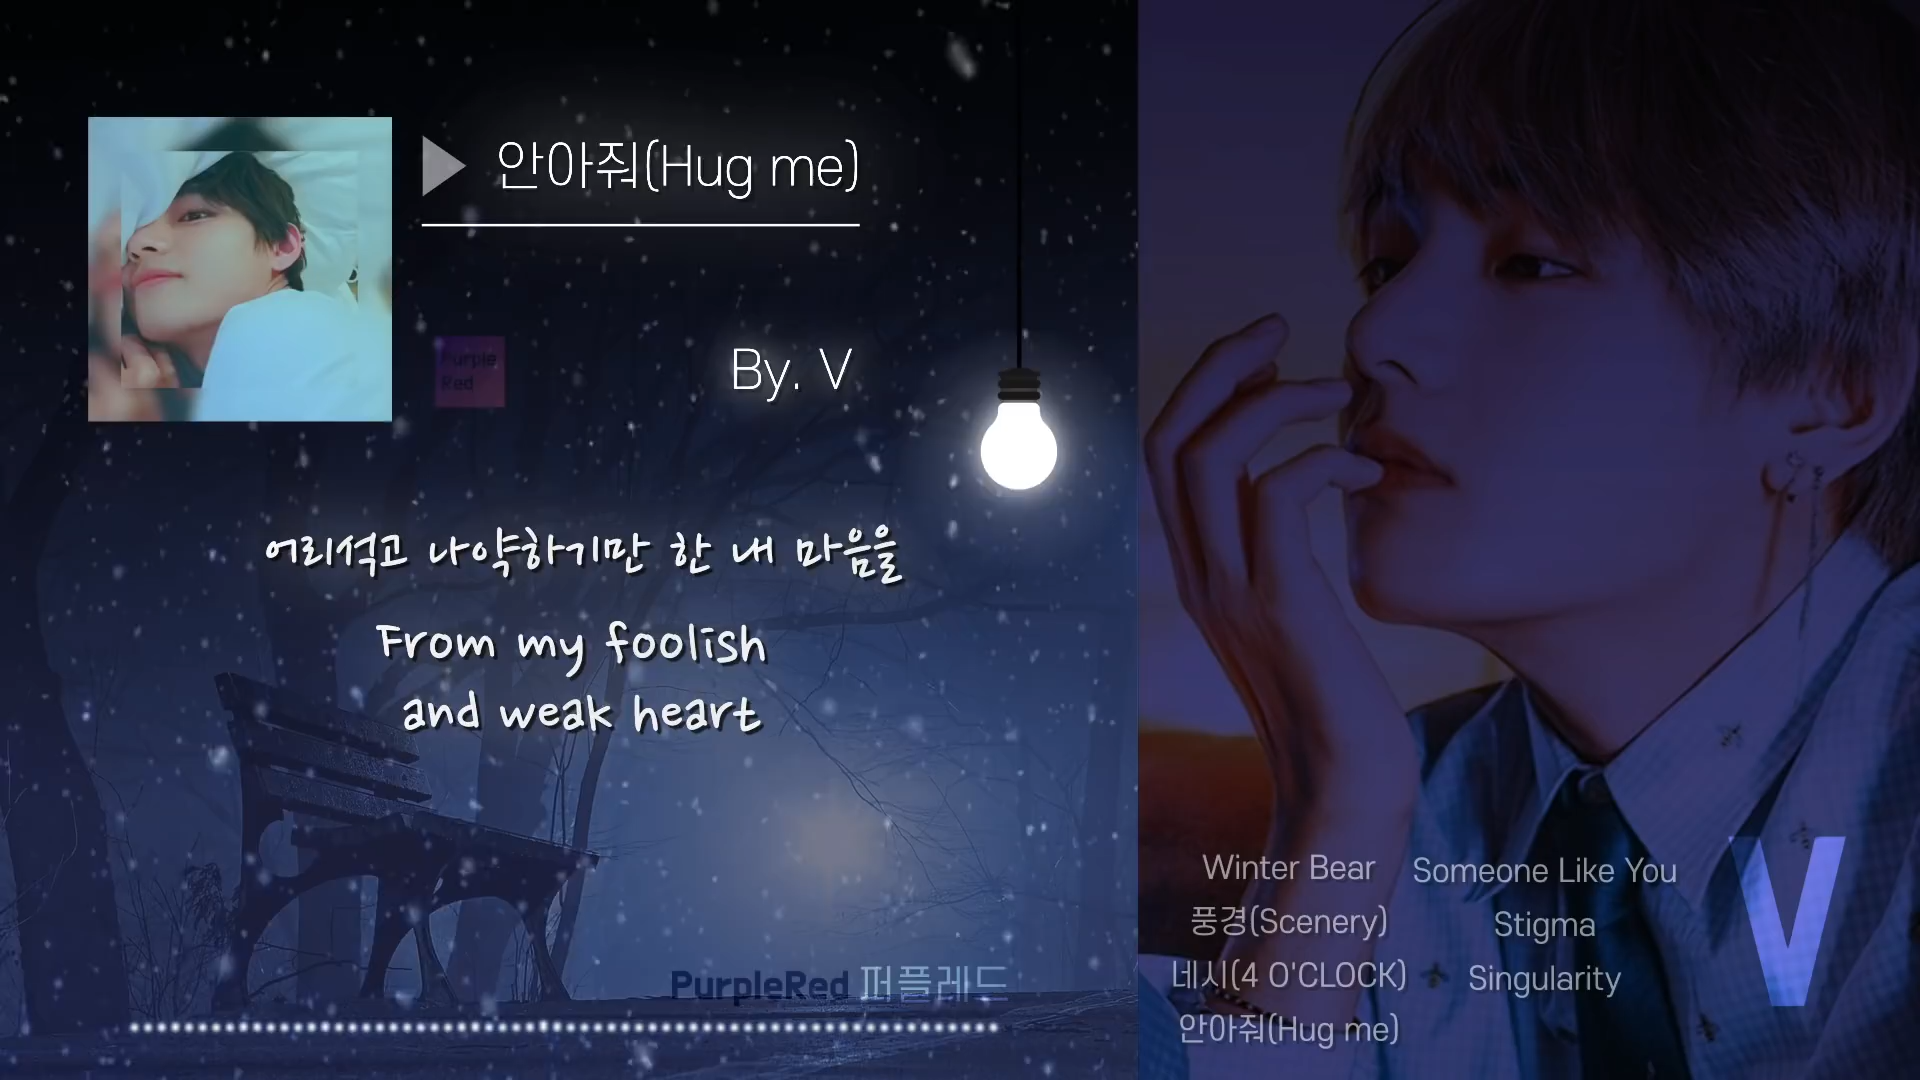 안아줘(Hug me)
Purple
Red
By. V
어리석고 나약하기만 한 내 마음을
From my foolish
and weak heart
PurpleRed 퍼플레드
Winter Bear
풍경(Scenery)
네시(4 O'CLOCK)
안아줘(Hug me)
Someone Like You
Stigma
Singularity
V